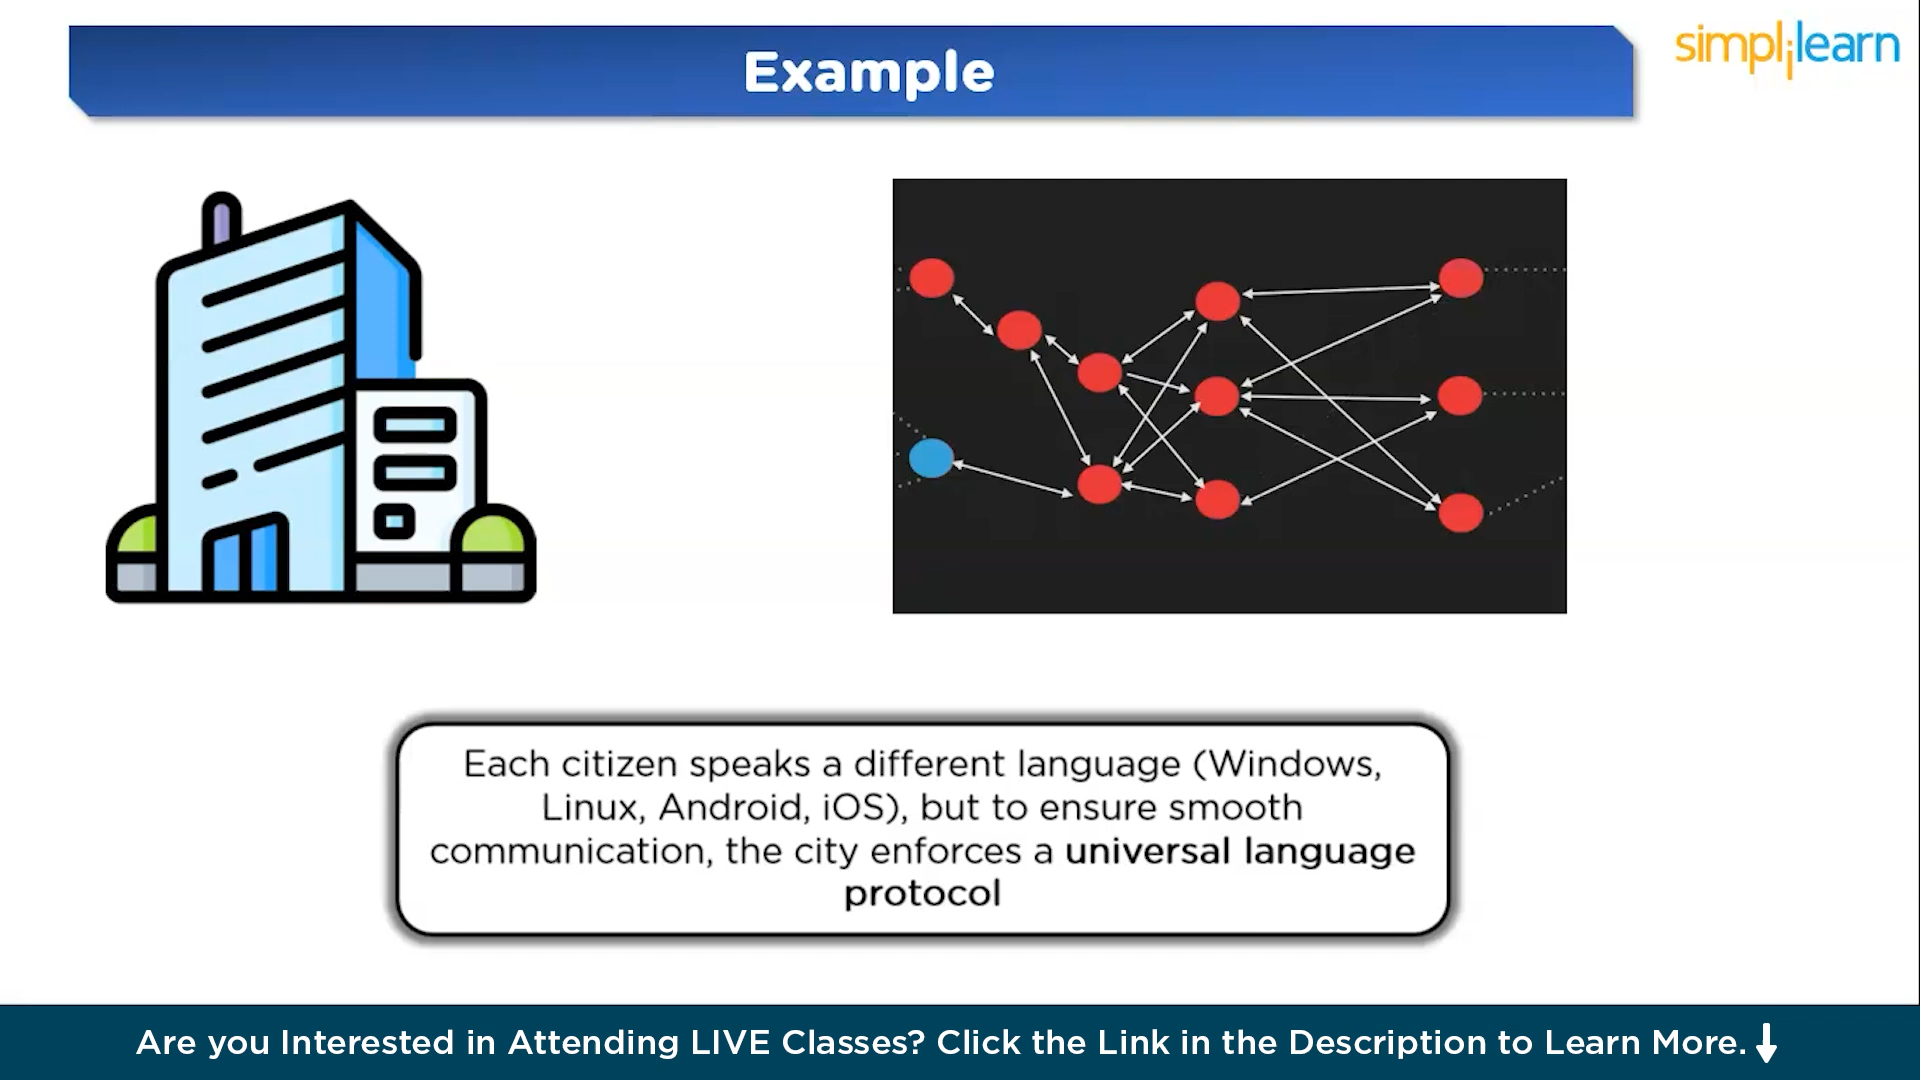 Example
simplilearn
Each citizen speaks a different language (Windows,
Linux, Android, iOS), but to ensure smooth
communication, the city enforces a universal language
protocol
Are you Interested in Attending LIVE Classes? Click the Link in the Description to Learn More.